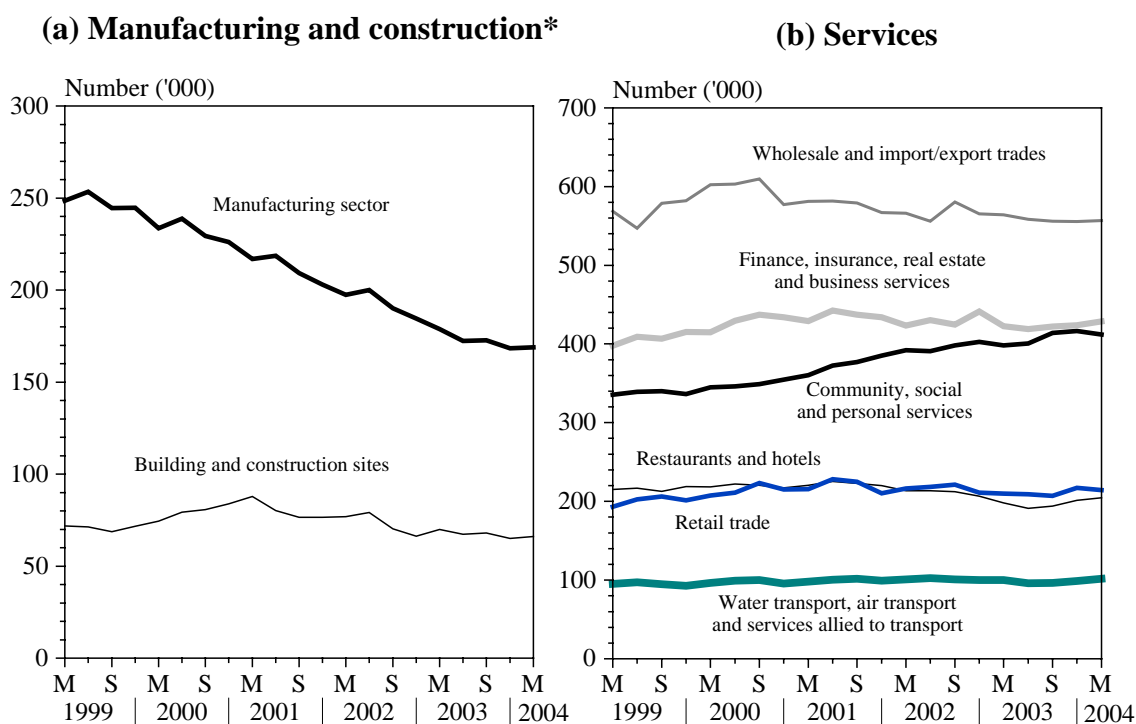 (a) Manufacturing and construction*
Number ('000)
300
250
200
150
100
50
0
Manufacturing sector
Building and construction sites
M S M S M S M S M S M
1999 2000 2001 2002 2003 2004
(b) Services
Number ('000)
700
600
500
400
300
200
100
0
Wholesale and import/export trades
Finance, insurance, real estate
and business services
Community, social
and personal services
Restaurants and hotels
Retail trade
Water transport, air transport
and services allied to transport
M S M S M S M S M S M
1999 2000 2001 2002 2003 2004